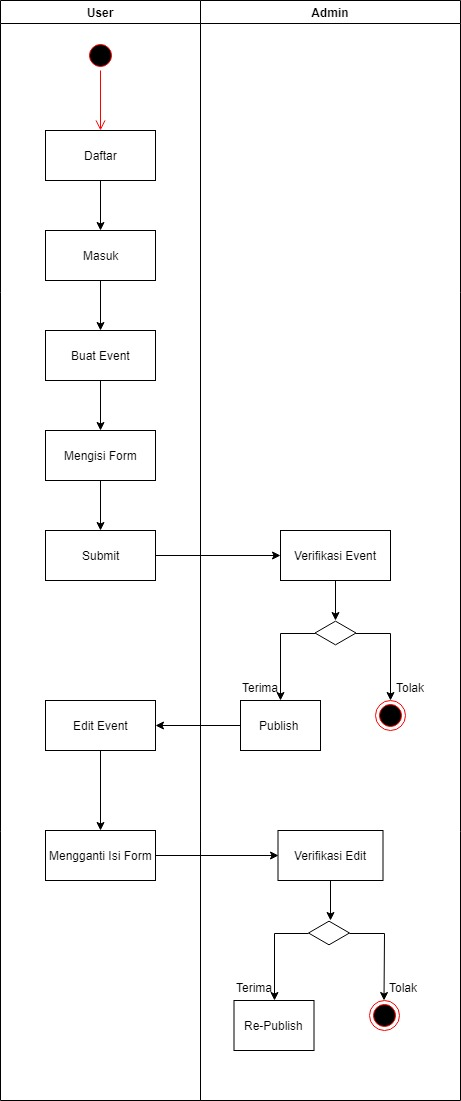 User
Admin
Daftar
Masuk
Buat Event
Mengisi Form
Submit
Verifikasi Event
Terima
Tolak
Edit Event
Publish
Mengganti Isi Form
Verifikasi Edit
Terima
Tolak
Re-Publish